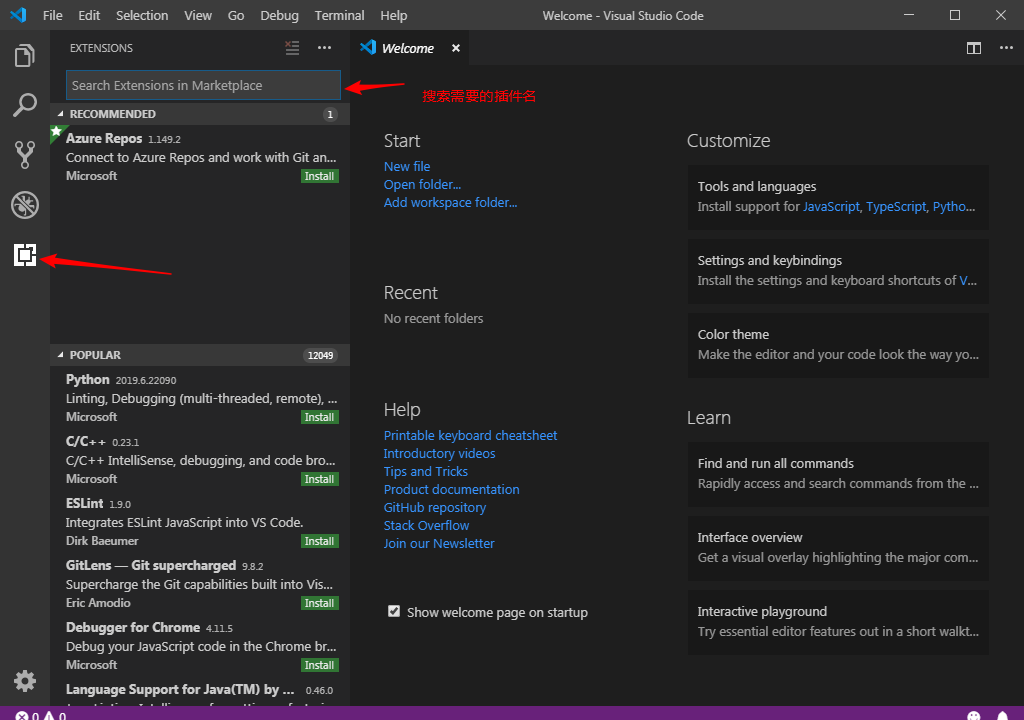 File Edit Selection View Go Debug Terminal Help
Welcome - Visual Studio Code
EXTENSIONS
Search Extensions in Marketplace
RECOMMENDED 1
Azure Repos 1.149.2
Connect to Azure Repos and work with Git an...
Microsoft Install
POPULAR 12049
Python 2019.6.22090
Linting, Debugging (multi-threaded, remote), ...
Microsoft Install
C/C++ 0.23.1
C/C++ IntelliSense, debugging, and code bro...
Microsoft Install
ESLint 1.9.0
Integrates ESLint JavaScript into VS Code.
Dirk Baeumer Install
GitLens — Git supercharged 9.8.2
Supercharge the Git capabilities built into Vis...
Eric Amodio Install
Debugger for Chrome 4.11.5
Debug your JavaScript code in the Chrome br...
Microsoft Install
Language Support for Java(TM) by ... 0.46.0
Welcome
搜索需要的插件名
Start
New file
Open folder...
Add workspace folder...
Recent
No recent folders
Help
Printable keyboard cheatsheet
Introductory videos
Tips and Tricks
Product documentation
GitHub repository
Stack Overflow
Join our Newsletter
Show welcome page on startup
Customize
Tools and languages
Install support for JavaScript, TypeScript, Pytho...
Settings and keybindings
Install the settings and keyboard shortcuts of V...
Color theme
Make the editor and your code look the way yo...
Learn
Find and run all commands
Rapidly access and search commands from the ...
Interface overview
Get a visual overlay highlighting the major com...
Interactive playground
Try essential editor features out in a short walkt...
0 0